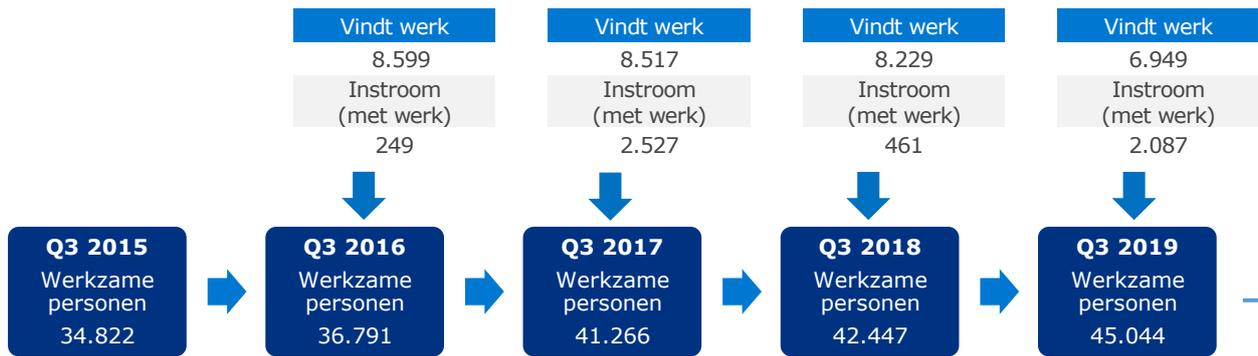 Vindt werk
8.599
Instroom
(met werk)
249
Vindt werk
8.517
Instroom
(met werk)
2.527
Vindt werk
8.229
Instroom
(met werk)
461
Vindt werk
6.949
Instroom
(met werk)
2.087
Q3 2015
Werkzame
personen
34.822
Q3 2016
Werkzame
personen
36.791
Q3 2017
Werkzame
personen
41.266
Q3 2018
Werkzame
personen
42.447
Q3 2019
Werkzame
personen
45.044